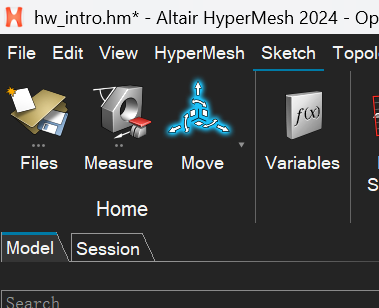 hw_intro.hm* - Altair HyperMesh 2024 - Op
File Edit View HyperMesh Sketch Topol
f(x)
Files Measure Move Variables
S
Home
Model Session
Search